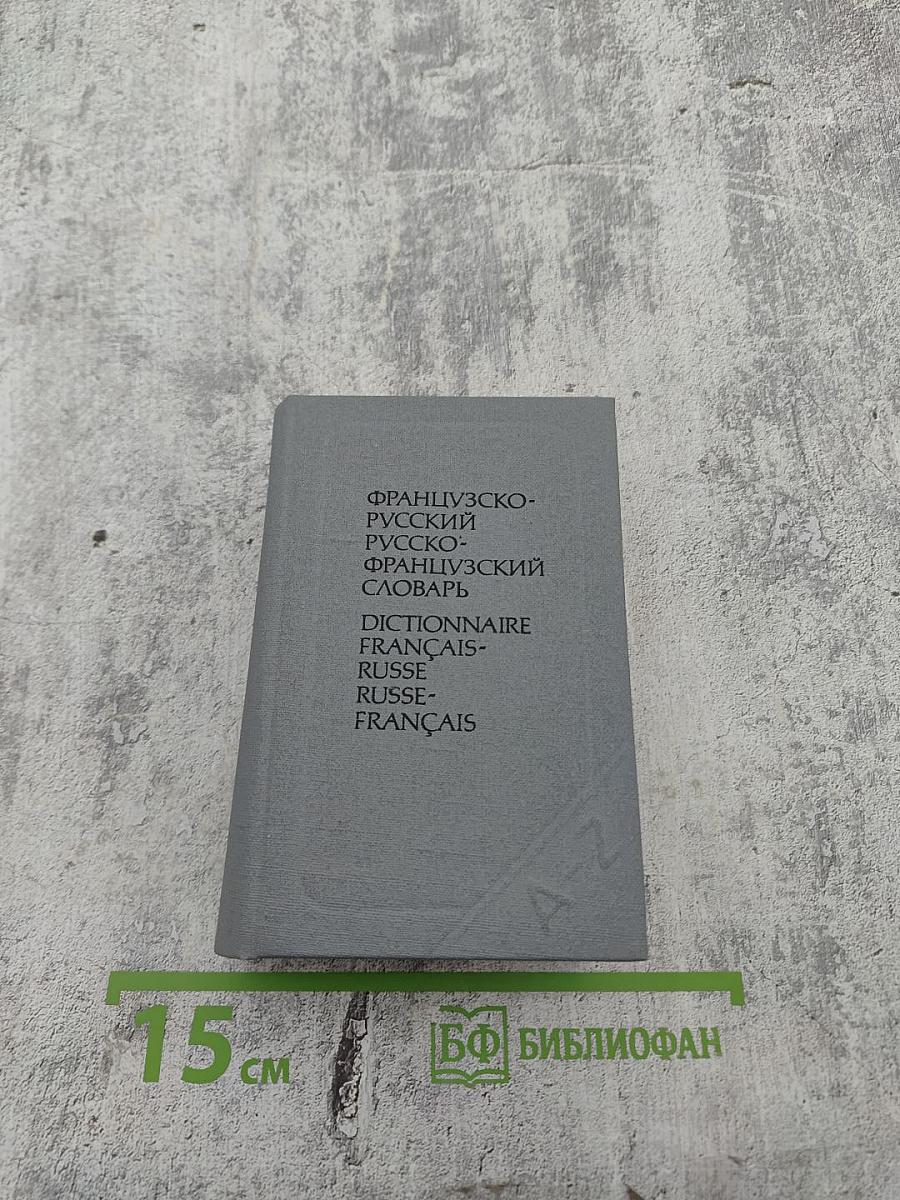 ФРАНЦУЗСКО-
РУССКИЙ
РУССКО-
ФРАНЦУЗСКИЙ
СЛОВАРЬ
DICTIONNAIRE
FRANÇAIS-
RUSSE
RUSSE-
FRANÇAIS
A-Z
15 см
БФ БИБЛИОФАН